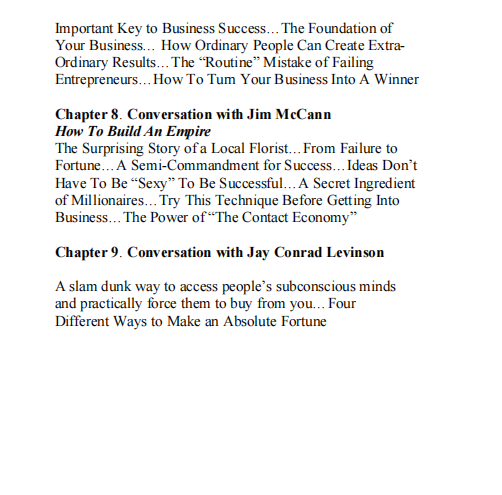 Important Key to Business Success…The Foundation of
Your Business… How Ordinary People Can Create Extra-
Ordinary Results…The “Routine” Mistake of Failing
Entrepreneurs…How To Turn Your Business Into A Winner
Chapter 8. Conversation with Jim McCann
How To Build An Empire
The Surprising Story of a Local Florist…From Failure to
Fortune…A Semi-Commandment for Success…Ideas Don’t
Have To Be “Sexy” To Be Successful…A Secret Ingredient
of Millionaires…Try This Technique Before Getting Into
Business…The Power of “The Contact Economy”
Chapter 9. Conversation with Jay Conrad Levinson
A slam dunk way to access people’s subconscious minds
and practically force them to buy from you…Four
Different Ways to Make an Absolute Fortune